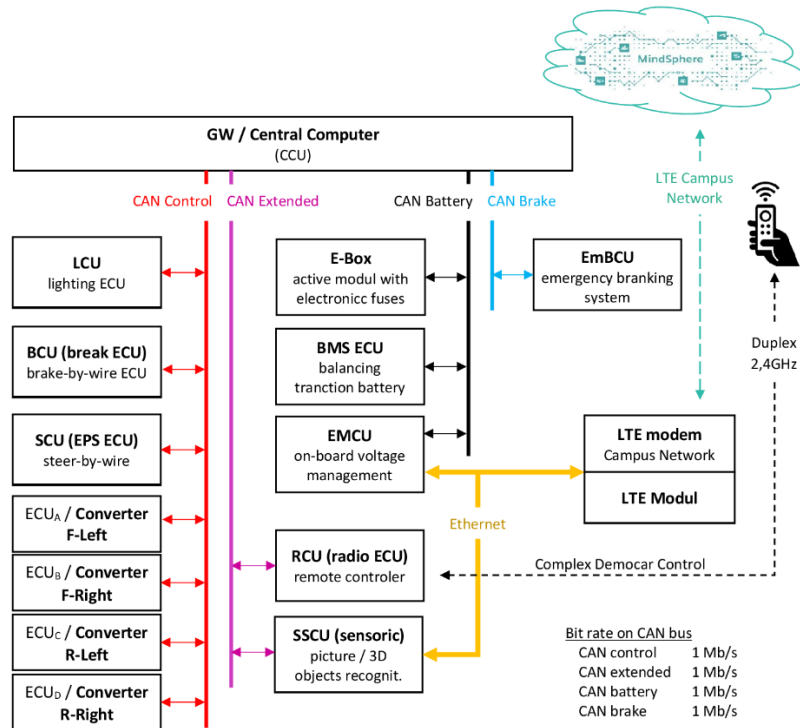 MindSphere
GW / Central Computer
(CCU)
CAN Control
CAN Extended
CAN Battery
CAN Brake
LTE Campus
Network
LCU
lighting ECU
E-Box
active modul with
electronicc fuses
EmBCU
emergency branking
system
BCU (break ECU)
brake-by-wire ECU
BMS ECU
balancing
tranction battery
Duplex
2,4GHz
SCU (EPS ECU)
steer-by-wire
EMCU
on-board voltage
management
LTE modem
Campus Network
LTE Modul
Ethernet
ECUA / Converter
F-Left
ECUB / Converter
F-Right
RCU (radio ECU)
remote controler
Complex Democar Control
ECUC / Converter
R-Left
SSCU (sensoric)
picture / 3D
objects recognit.
ECUD / Converter
R-Right
Bit rate on CAN bus
CAN control 1 Mb/s
CAN extended 1 Mb/s
CAN battery 1 Mb/s
CAN brake 1 Mb/s